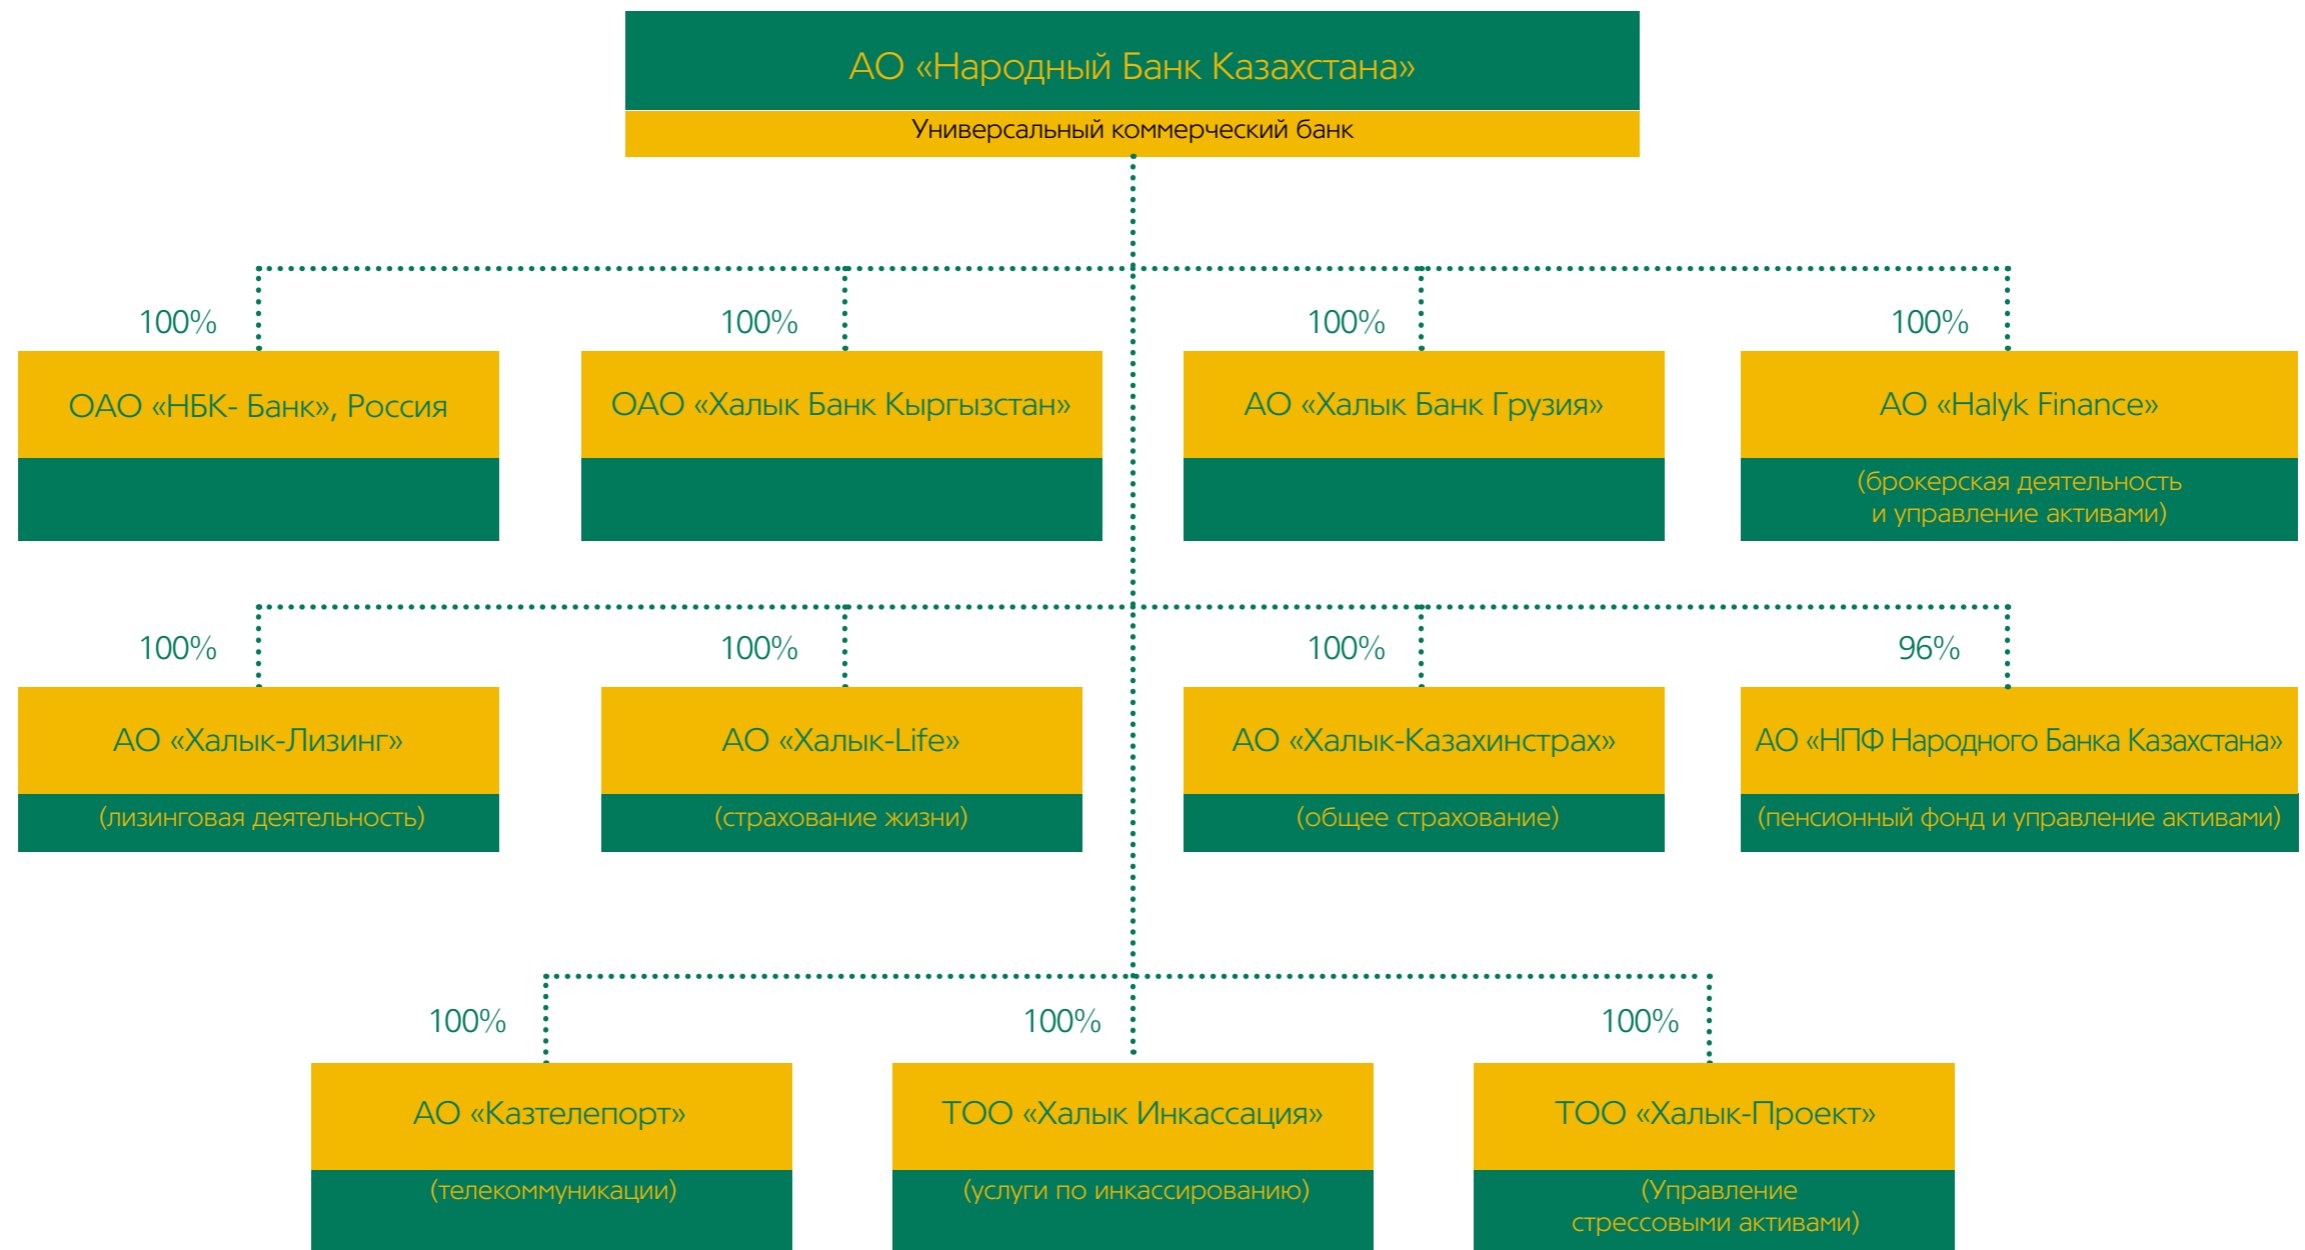 АО «Народный Банк Казахстана»
Универсальный коммерческий банк
100%
100%
100%
100%
ОАО «НБК- Банк», Россия
ОАО «Халык Банк Кыргызстан»
АО «Халык Банк Грузия»
АО «Halyk Finance»
(брокерская деятельность
и управление активами)
100%
100%
100%
96%
АО «Халык-Лизинг»
АО «Халык-Life»
АО «Халык-Казахинстрах»
АО «НПФ Народного Банка Казахстана»
(лизинговая деятельность)
(страхование жизни)
(общее страхование)
(пенсионный фонд и управление активами)
100%
100%
100%
АО «Казтелепорт»
ТОО «Халык Инкассация»
ТОО «Халык-Проект»
(телекоммуникации)
(услуги по инкассированию)
(Управление
стрессовыми активами)